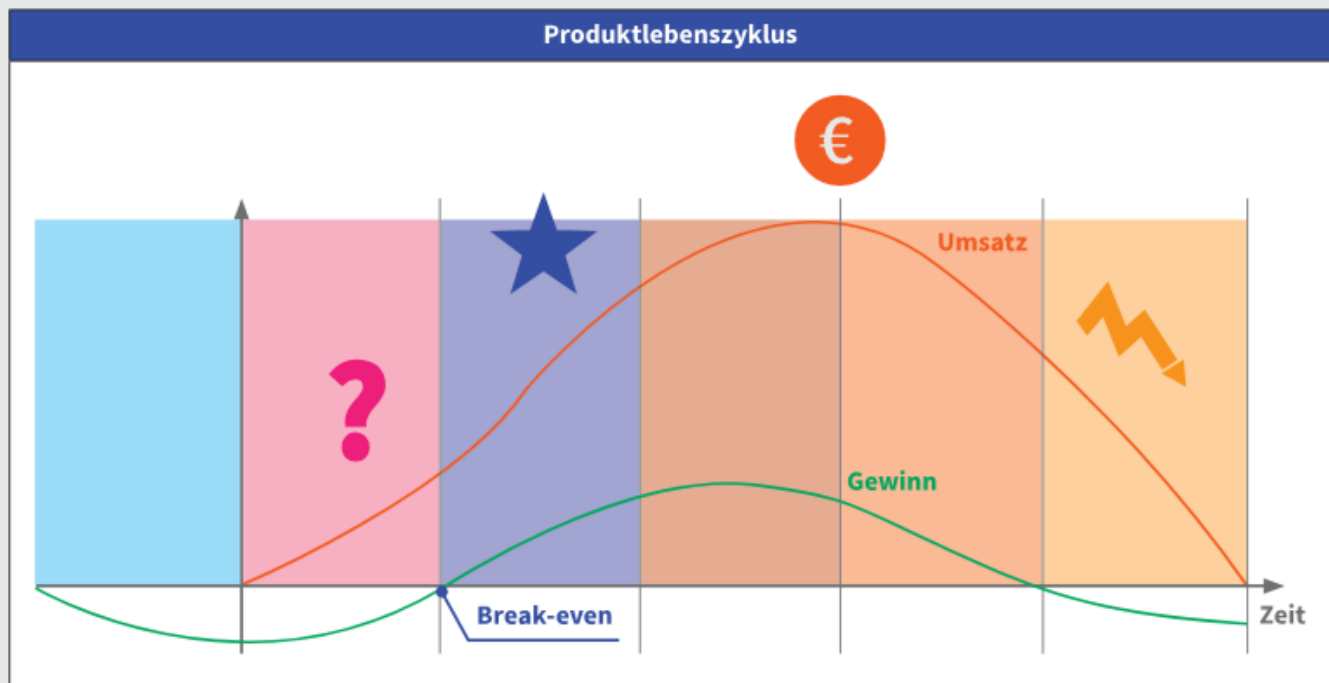 Produktlebenszyklus
€
Umsatz
?
Gewinn
Break-even
Zeit